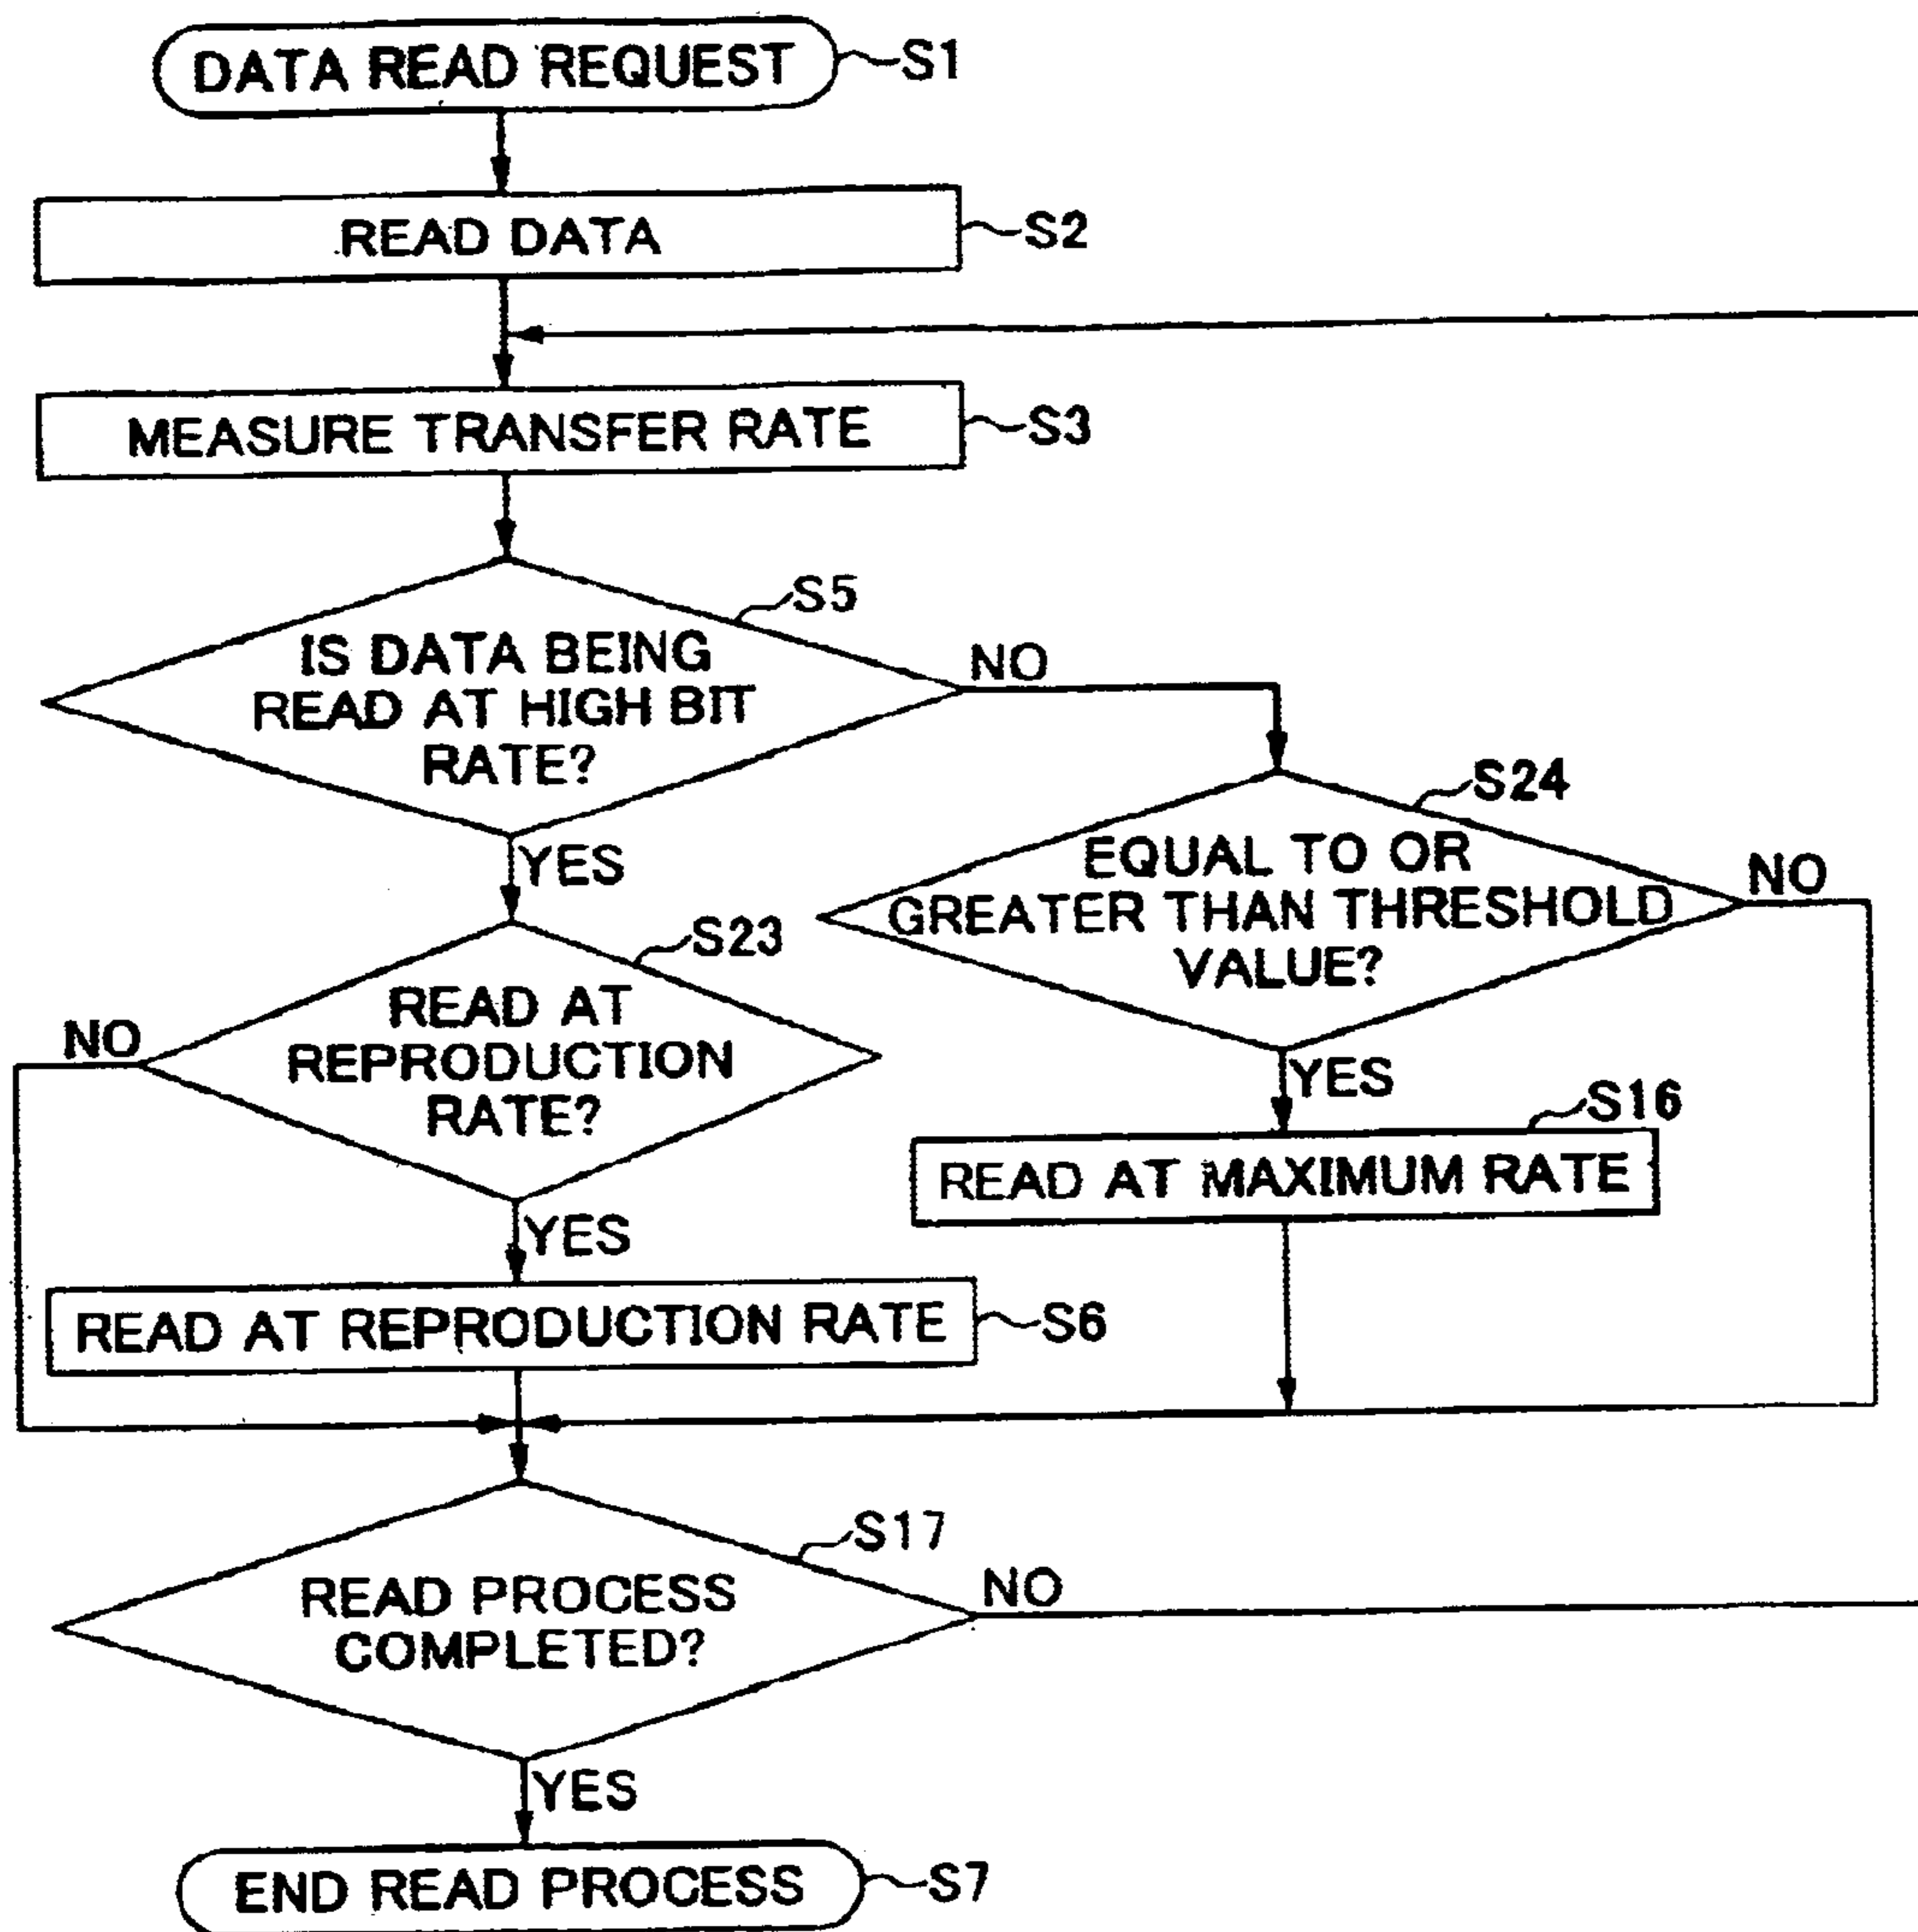 DATA READ REQUEST
S1
READ DATA
S2
MEASURE TRANSFER RATE
S3
S5
IS DATA BEING
READ AT HIGH BIT
RATE?
NO
YES
S24
EQUAL TO OR
GREATER THAN THRESHOLD
VALUE?
NO
YES
S23
READ AT
REPRODUCTION
RATE?
NO
YES
S16
READ AT MAXIMUM RATE
READ AT REPRODUCTION RATE
S6
S17
READ PROCESS
COMPLETED?
NO
YES
END READ PROCESS
S7